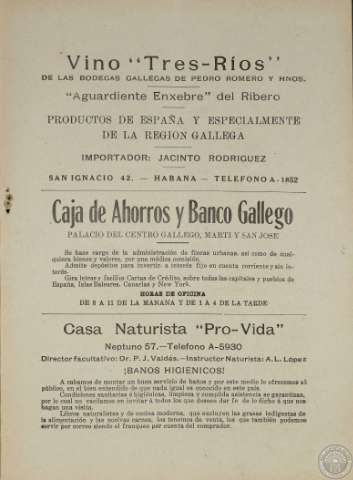 Vino "Tres-Ríos"
DE LAS BODEGAS GALLEGAS DE PEDRO ROMERO Y HNOS.
"Aguardiente Enxebre" del Ribero
PRODUCTOS DE ESPAÑA Y ESPECIALMENTE
DE LA REGION GALLEGA
IMPORTADOR: JACINTO RODRIGUEZ
SAN IGNACIO 42. — HABANA — TELEFONO A-1852
Caja de Ahorros y Banco Gallego
PALACIO DEL CENTRO GALLEGO, MARTI Y SAN JOSE
Se hace cargo de la administración de fincas urbanas, así como de cual-
quiera bienes y valores, por una módica comisión.
Admite depósitos para invertir a interés fijo en cuenta corriente y sin in-
terés.
Gira letras y facilita Cartas de Crédito, sobre todas las capitales y pueblos de
España, Islas Baleares, Canarias y New York.
HORAS DE OFICINA
DE 8 A 11 DE LA MAÑANA Y DE 1 A 4 DE LA TARDE
Casa Naturista "Pro-Vida"
Neptuno 57.—Telefono A-5930
Director facultativo: Dr. P. J. Valdés.—Instructor Naturista: A. L. López
¡BAÑOS HIGIENICOS!
Acabamos de montar un buen servicio de baños y por este medio lo ofrecemos al
público, en el bien entendido de que nada igual es conocido en este país.
Condiciones sanitarias é higiénicas, limpieza y completa asistencia se garantizan,
por lo cual no vacilamos en invitar á todos los que deseen dar fe de lo dicho á que nos
hagan una visita.
Libros naturalistas y de cocina moderna, que excluyen las grasas indigestas de
la alimentación y las nocivas carnes, los tenemos de venta, los que también podemos
servir por correo siendo el franqueo por cuenta del comprador.